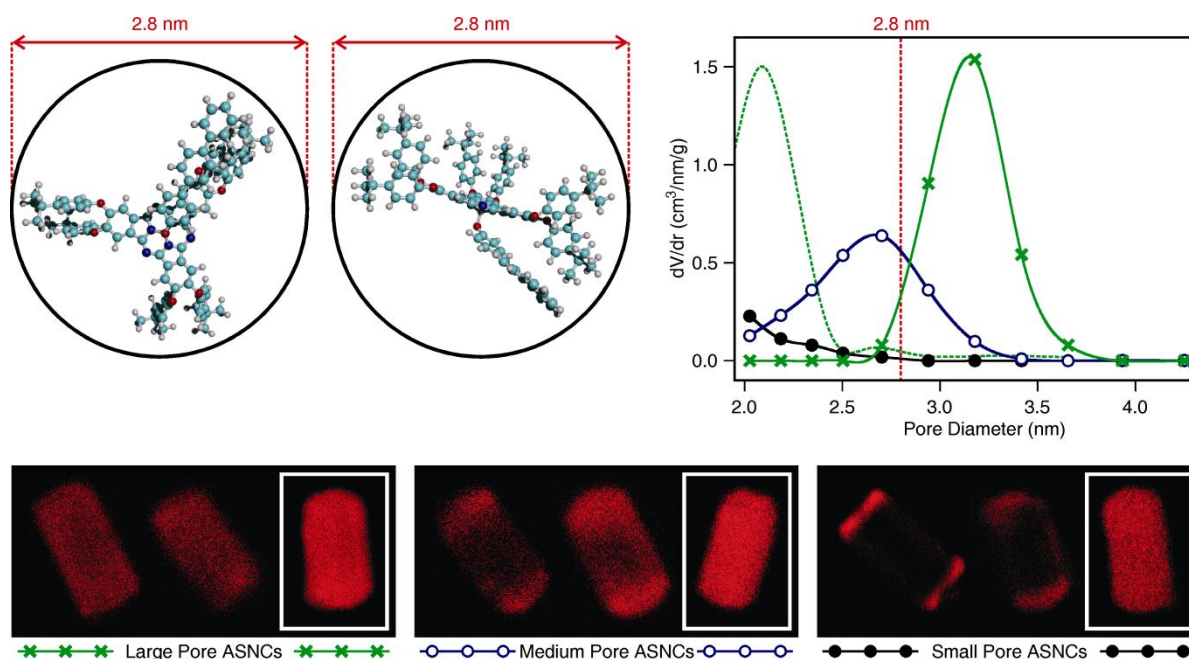 2.8 nm
2.8 nm
2.8 nm
dV/dr (cm³/nm/g)
1.5
1.0
0.5
0.0
2.0 2.5 3.0 3.5 4.0
Pore Diameter (nm)
Large Pore ASNCs
Medium Pore ASNCs
Small Pore ASNCs